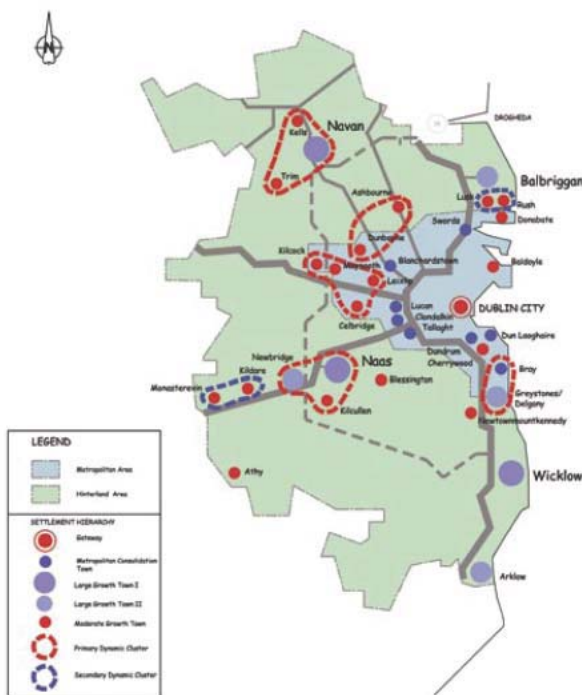 N
DROGHEDA
Kells
Navan
Trim
Balbriggan
Ashbourne
Lusk
Rush
Donabate
Swords
Dunboyne
Kilcock
Maynooth
Blanchardstown
Baldoyle
Leixlip
Lucan
DUBLIN CITY
Clondalkin
Tallaght
Celbridge
Dun Laoghaire
Dundrum
Cherrywood
Newbridge
Naas
Kildare
Bray
Monasterevin
Blessington
Greystones/
Delgany
Kilcullen
Newtownmountkennedy
Athy
Wicklow
Arklow
LEGEND
Metropolitan Area
Hinterland Area
SETTLEMENT HIERARCHY
Gateway
Metropolitan Consolidation
Town
Large Growth Town I
Large Growth Town II
Moderate Growth Town
Primary Dynamic Cluster
Secondary Dynamic Cluster